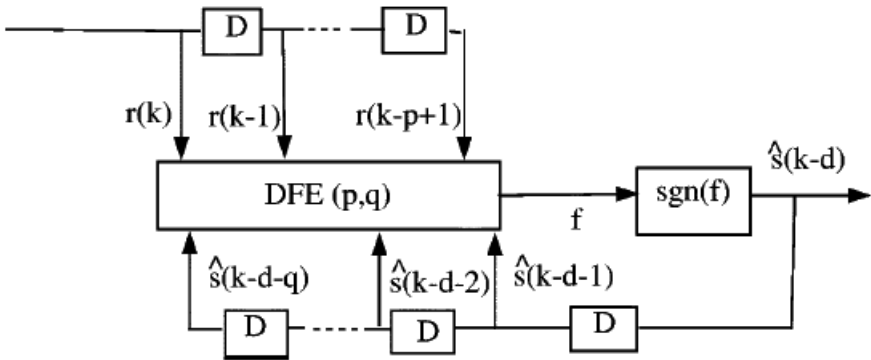 D D
r(k) r(k-1) r(k-p+1)
DFE (p,q) f sgn(f) ŝ(k-d)
ŝ(k-d-q) ŝ(k-d-2) ŝ(k-d-1)
D D D